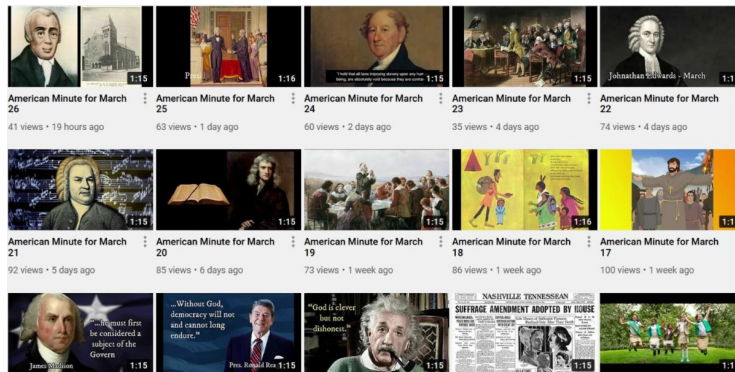 1:15
Presid
1:16
"I hold that all laws imposing slavery upon any
1:15
being, are absolutely void because they are
1:15
Johnathan Edwards - March
1:1
American Minute for March
26
41 views • 19 hours ago
American Minute for March
25
63 views • 1 day ago
American Minute for March
24
60 views • 2 days ago
American Minute for March
23
35 views • 4 days ago
American Minute for March
22
74 views • 4 days ago
1:15
1:15
1:15
1:16
1:1
American Minute for March
21
92 views • 5 days ago
American Minute for March
20
85 views • 6 days ago
American Minute for March
19
73 views • 1 week ago
American Minute for March
18
86 views • 1 week ago
American Minute for March
17
100 views • 1 week ago
"...he must first
be considered a
subject of the
Govern
James Madison
1:15
...Without God,
democracy will not
and cannot long
endure."
Pres. Ronald Rea
1:15
"God is clever
but not
dishonest."
1:15
NASHVILLE TENNESSEAN
SUFFRAGE AMENDMENT ADOPTED BY HOUSE
1:15
1:1